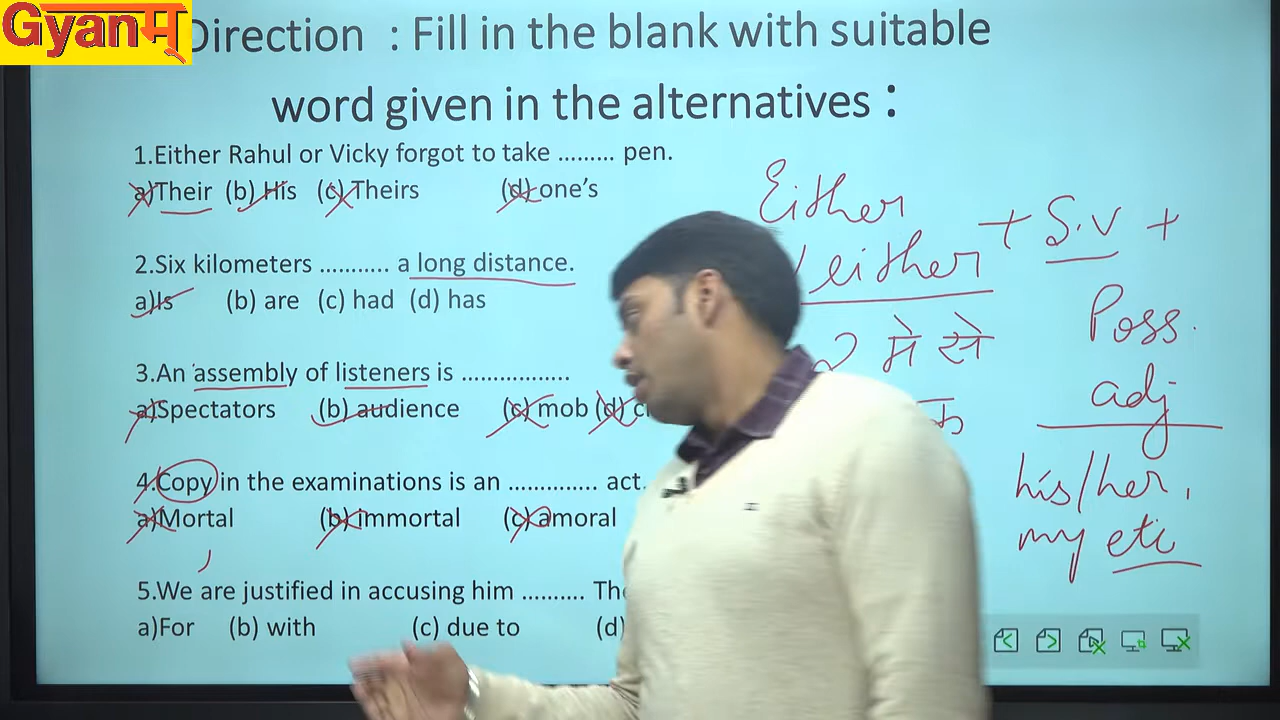 Gyanम्
Direction : Fill in the blank with suitable
word given in the alternatives :
1.Either Rahul or Vicky forgot to take ......... pen.
a)Their (b) His (c) Theirs (d) one's
2.Six kilometers ........... a long distance.
a)Is (b) are (c) had (d) has
3.An assembly of listeners is .................
a)Spectators (b) audience (c) mob (d)
4.Copy in the examinations is an .............. act.
a)Mortal (b) immortal (c) amoral
5.We are justified in accusing him ..........
a)For (b) with (c) due to (d)
Either
either + S.V +
2 मे से
Poss.
adj
his/her,
my etc